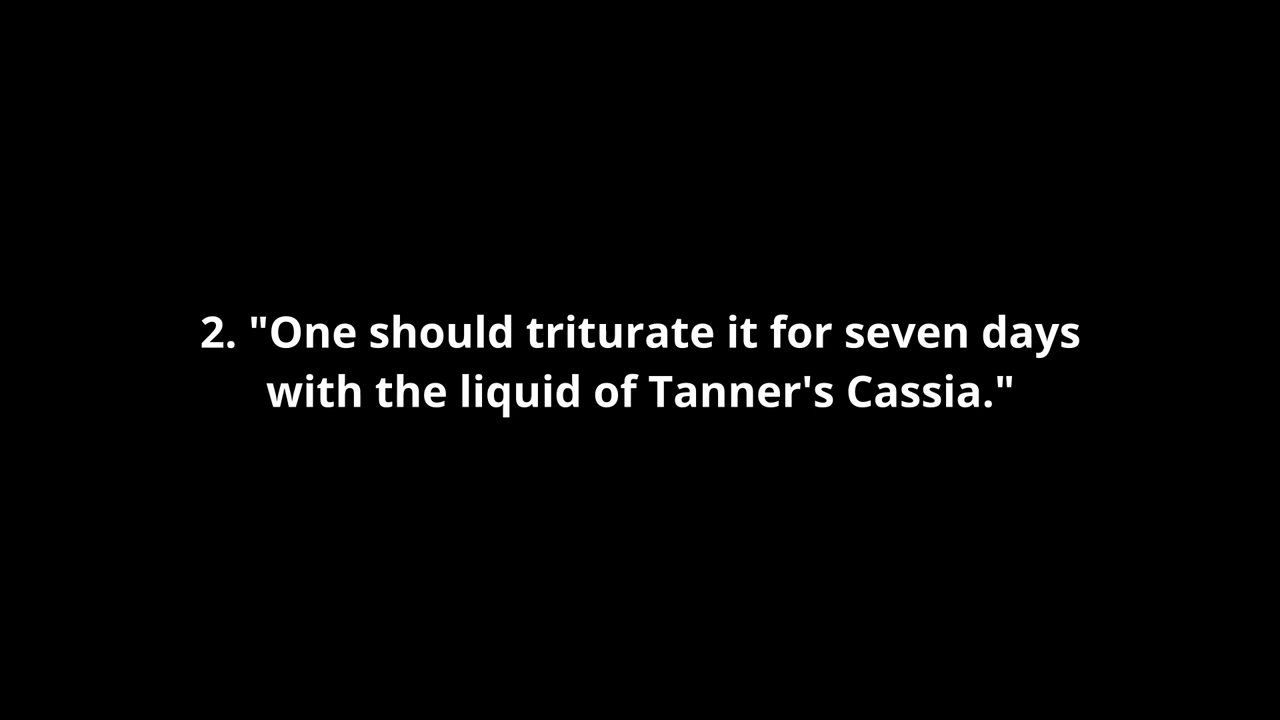 2. "One should triturate it for seven days
with the liquid of Tanner's Cassia."